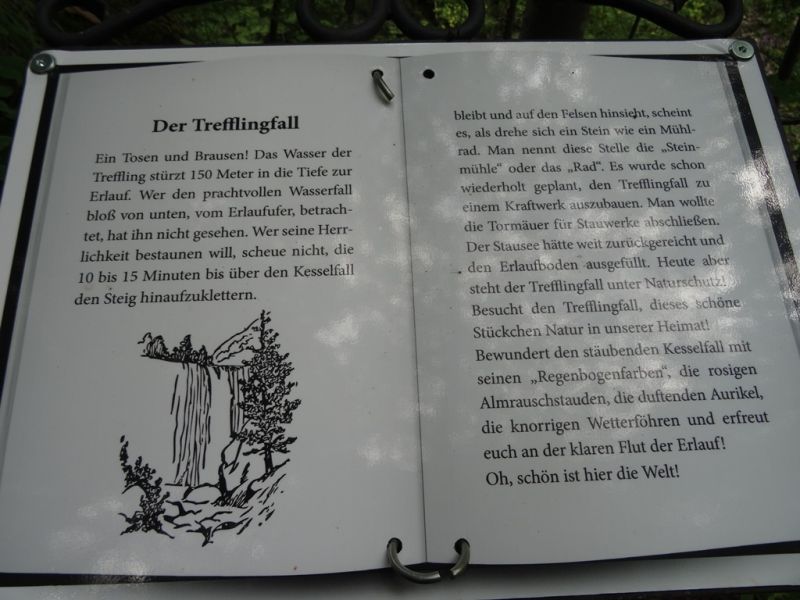 Der Trefflingfall
Ein Tosen und Brausen! Das Wasser der
Treffling stürzt 150 Meter in die Tiefe zur
Erlauf. Wer den prachtvollen Wasserfall
bloß von unten, vom Erlaufufer, betrach-
tet, hat ihn nicht gesehen. Wer seine Herr-
lichkeit bestaunen will, scheue nicht, die
10 bis 15 Minuten bis über den Kesselfall
den Steig hinaufzuklettern.
bleibt und auf den Felsen hinsieht, scheint
es, als drehe sich ein Stein wie ein Mühl-
rad. Man nennt diese Stelle die „Stein-
mühle“ oder das „Rad“. Es wurde schon
wiederholt geplant, den Trefflingfall zu
einem Kraftwerk auszubauen. Man wollte
die Tormäuer für Stauwerke abschließen.
Der Stausee hätte weit zurückgereicht und
den Erlaufboden ausgefüllt. Heute aber
steht der Trefflingfall unter Naturschutz!
Besucht den Trefflingfall, dieses schöne
Stückchen Natur in unserer Heimat!
Bewundert den stäubenden Kesselfall mit
seinen „Regenbogenfarben“, die rosigen
Almrauschstauden, die duftenden Aurikel,
die knorrigen Wetterföhren und erfreut
euch an der klaren Flut der Erlauf!
Oh, schön ist hier die Welt!